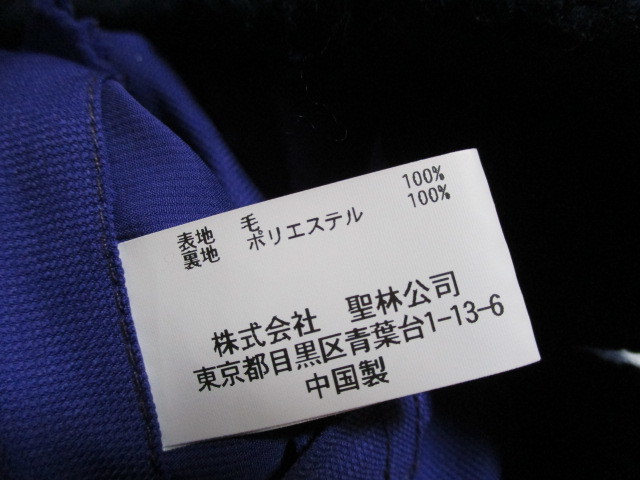 表地 毛 100%
裏地 ポリエステル 100%
株式会社 聖林公司
東京都目黒区青葉台1-13-6
中国製